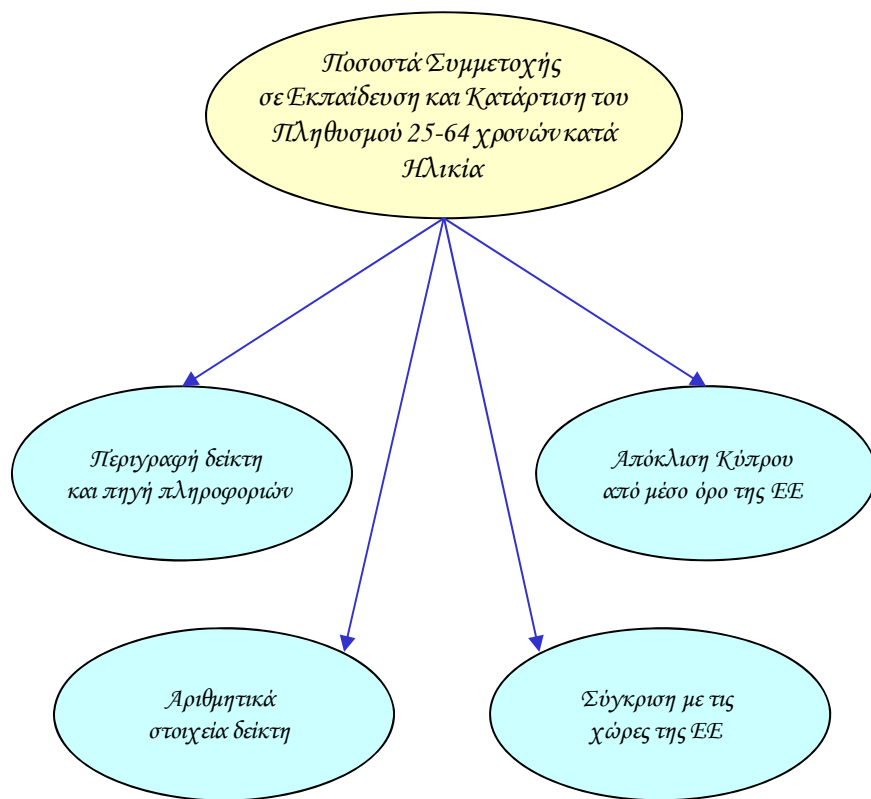 Ποσοστά Συμμετοχής
σε Εκπαίδευση και Κατάρτιση του
Πληθυσμού 25-64 χρονών κατά
Ηλικία
Περιγραφή δείκτη
και πηγή πληροφοριών
Απόκλιση Κύπρου
από μέσο όρο της ΕΕ
Αριθμητικά
στοιχεία δείκτη
Σύγκριση με τις
χώρες της ΕΕ